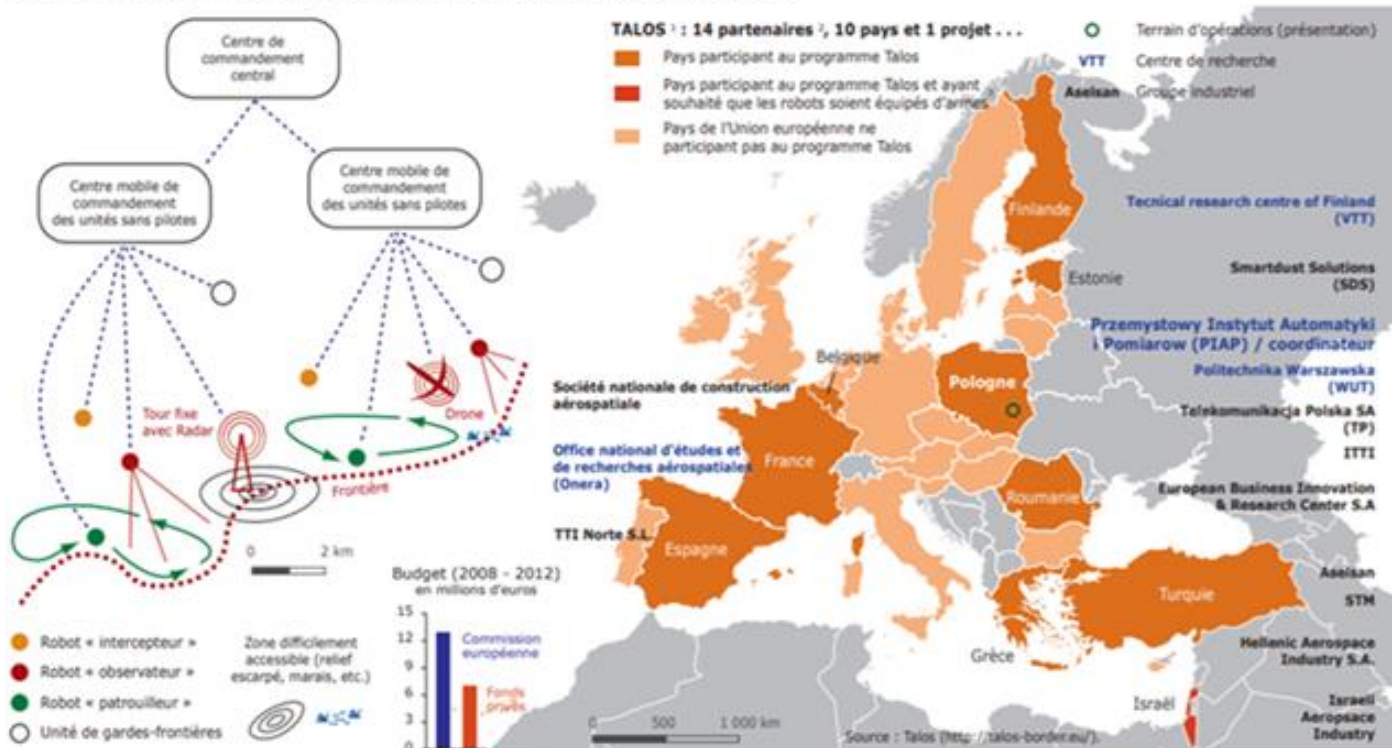 Centre de
commandement
central
Centre mobile de
commandement
des unités sans pilotes
Centre mobile de
commandement
des unités sans pilotes
Tour fixe
avec Radar
Drone
Frontière
0 2 km
Robot « intercepteur »
Robot « observateur »
Robot « patrouilleur »
Unité de gardes-frontières
Zone difficilement
accessible (relief
escarpé, marais, etc.)
Budget (2008 - 2012)
en millions d'euros
15
12
9
6
3
0
Commission
européenne
Fonds
privés
TALOS ¹ : 14 partenaires ², 10 pays et 1 projet . . .
Pays participant au programme Talos
Pays participant au programme Talos et ayant
souhaité que les robots soient équipés d'armes
Pays de l'Union européenne ne
participant pas au programme Talos
Terrain d'opérations (présentation)
VTT Centre de recherche
Aselsan Groupe industriel
Finlande
Estonie
Belgique
Pologne
France
Roumanie
Espagne
Turquie
Grèce
Israël
Société nationale de construction
aérospatiale
Office national d'études et
de recherches aérospatiales
(Onera)
TTI Norte S.L.
Tecnical research centre of Finland
(VTT)
Smartdust Solutions
(SDS)
Przemystowy Instytut Automatyki
i Pomiarow (PIAP) / coordinateur
Politechnika Warszawska
(WUT)
Telekomunikacja Polska SA
(TP)
ITTI
European Business Innovation
& Research Center S.A
Aselsan
STM
Hellenic Aerospace
Industry S.A.
Israeli
Aeropsace
Industry
0 500 1 000 km
Source : Talos (http://talos-border.eu/).